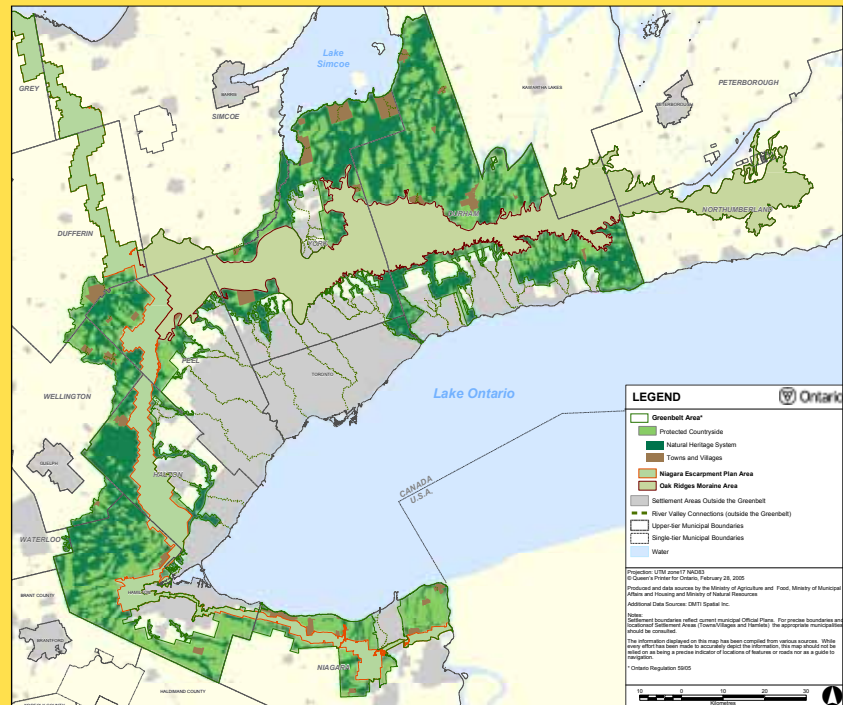 Lake
Simcoe
GREY
BARRIE
SIMCOE
KAWARTHA LAKES
PETERBOROUGH
PETERBOROUGH
DUFFERIN
YORK
DURHAM
NORTHUMBERLAND
PEEL
TORONTO
WELLINGTON
Lake Ontario
GUELPH
HALTON
CANADA
U.S.A.
WATERLOO
BRANT COUNTY
HAMILTON
BRANTFORD
NIAGARA
HALDIMAND COUNTY
LEGEND
Ontario
Greenbelt Area*
Protected Countryside
Natural Heritage System
Towns and Villages
Niagara Escarpment Plan Area
Oak Ridges Moraine Area
Settlement Areas Outside the Greenbelt
River Valley Connections (outside the Greenbelt)
Upper-tier Municipal Boundaries
Single-tier Municipal Boundaries
Water
Projection: UTM zone17 NAD83
© Queen's Printer for Ontario, February 28, 2005
Produced and data sources by the Ministry of Agriculture and Food, Ministry of Municipal
Affairs and Housing and Ministry of Natural Resources.
Additional Data Sources: DMTI Spatial Inc.
Notes:
Settlement boundaries reflect current municipal Official Plans. For precise boundaries and
locationsof Settlement Areas (Towns/Villages and Hamlets) the appropriate municipalities
should be consulted.
The information displayed on this map has been compiled from various sources. While
every effort has been made to accurately depict the information, this map should not be
relied on as being a precise indicator of locations of features or roads nor as a guide to
navigation.
* Ontario Regulation 59/05
10 0 10 20 30
Kilometres